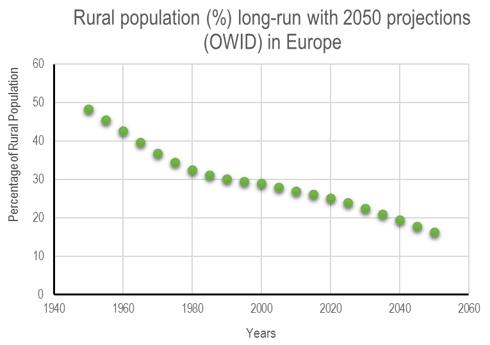 Rural population (%) long-run with 2050 projections
(OWID) in Europe
Percentage of Rural Population
60
50
40
30
20
10
0
1940 1960 1980 2000 2020 2040 2060
Years